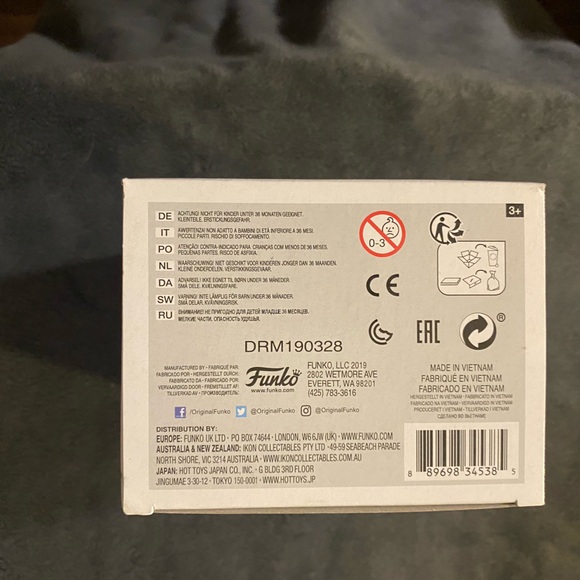 DE ACHTUNG! NICHT FÜR KINDER UNTER 36 MONATEN GEEIGNET.
KLEINTEILE. ERSTICKUNGSGEFAHR.
IT AVVERTENZA! NON ADATTO A BAMBINI DI ETÀ INFERIORE A 36 MESI.
PICCOLE PARTI. RISCHIO DI SOFFOCAMENTO.
PO ATENÇÃO! CONTRA-INDICADO PARA CRIANÇAS COM MENOS DE 36 MESES.
PEQUENAS PARTES. RISCO DE ASFIXIA.
NL WAARSCHUWING! NIET GESCHIKT VOOR KINDEREN JONGER DAN 36 MAANDEN.
KLEINE ONDERDELEN. VERSTIKKINGSGEVAAR.
DA ADVARSEL! IKKE EGNET TIL BØRN UNDER 36 MÅNEDER.
SMÅ DELE. KVÆLNINGSFARE.
SW VARNING! INTE LÄMPLIG FÖR BARN UNDER 36 MÅNADER.
SMÅ DELAR. KVÄVNINGSRISK.
RU ВНИМАНИЕ! НЕПРИГОДНО ДЛЯ ДЕТЕЙ МЛАДШЕ 36 МЕСЯЦЕВ.
МЕЛКИЕ ЧАСТИ. ОПАСНОСТЬ УДУШЬЯ.
0-3
3+
CE
EAC
®
DRM190328
MANUFACTURED BY · FABRIQUÉ PAR
FABRICADO POR · HERGESTELLT DURCH
FABBRICATO DA · FABRICADO POR
VERVAARDIGD DOOR · FREMSTILLET AF
TILLVERKAD AV · ПРОИЗВОДИТЕЛЬ
Funko
www.funko.com
FUNKO, LLC 2019
2802 WETMORE AVE
EVERETT, WA 98201
(425) 783-3616
/OriginalFunko @OriginalFunko @OriginalFunko
MADE IN VIETNAM
FABRIQUÉ EN VIETNAM
FABRICADO EN VIETNAM
HERGESTELLT IN VIETNAM · FABBRICATO IN VIETNAM
FABRICADO NA VIETNAM · VERVAARDIGD IN VIETNAM
PRODUCERET I VIETNAM · TILLVERKAD I VIETNAM
СДЕЛАНО ВО ВЬЕТНАМЕ
DISTRIBUTION BY:
EUROPE: FUNKO UK LTD · PO BOX 74644 · LONDON, W6 6JW (UK) · WWW.FUNKO.COM
AUSTRALIA & NEW ZEALAND: IKON COLLECTABLES PTY LTD · 49-59 SEABEACH PARADE
NORTH SHORE, VIC 3214 AUSTRALIA · WWW.IKONCOLLECTABLES.COM.AU
JAPAN: HOT TOYS JAPAN CO., INC. · G BLDG 3RD FLOOR
JINGUMAE 3-30-12 · TOKYO 150-0001 · WWW.HOTTOYS.JP
8 89698 34538 5